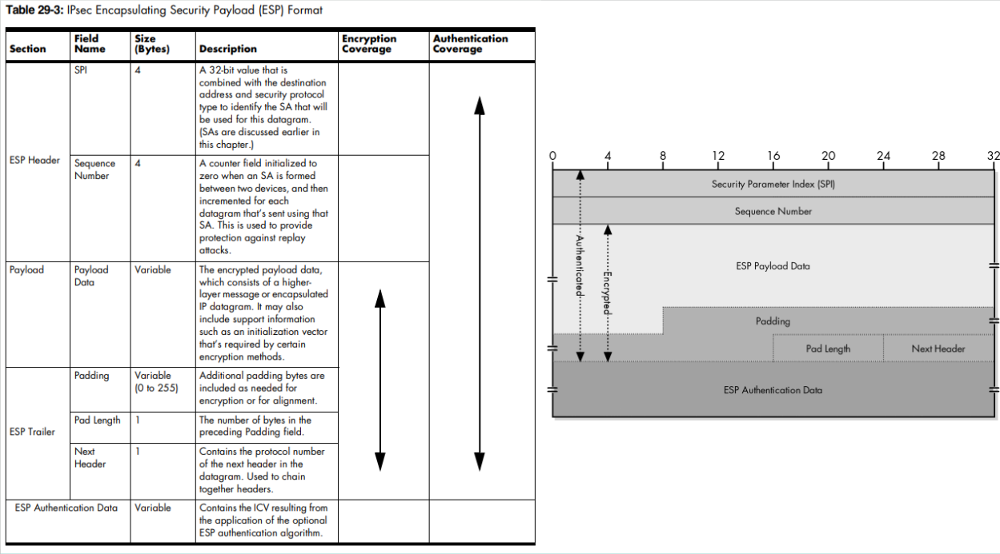 Table 29-3: IPsec Encapsulating Security Payload (ESP) Format
Section
Field
Name
Size
(Bytes)
Description
Encryption
Coverage
Authentication
Coverage
ESP Header
SPI
4
A 32-bit value that is
combined with the destination
address and security protocol
type to identify the SA that will
be used for this datagram.
(SAs are discussed earlier in
this chapter.)
Sequence
Number
4
A counter field initialized to
zero when an SA is formed
between two devices, and then
incremented for each
datagram that's sent using that
SA. This is used to provide
protection against replay
attacks.
Payload
Payload
Data
Variable
The encrypted payload data,
which consists of a higher-
layer message or encapsulated
IP datagram. It may also
include support information
such as an initialization vector
that's required by certain
encryption methods.
ESP Trailer
Padding
Variable
(0 to 255)
Additional padding bytes are
included as needed for
encryption or for alignment.
Pad Length
1
The number of bytes in the
preceding Padding field.
Next
Header
1
Contains the protocol number
of the next header in the
datagram. Used to chain
together headers.
ESP Authentication Data
Variable
Contains the ICV resulting from
the application of the optional
ESP authentication algorithm.
0 4 8 12 16 20 24 28 32
Security Parameter Index (SPI)
Sequence Number
Authenticated
Encrypted
ESP Payload Data
Padding
Pad Length
Next Header
ESP Authentication Data